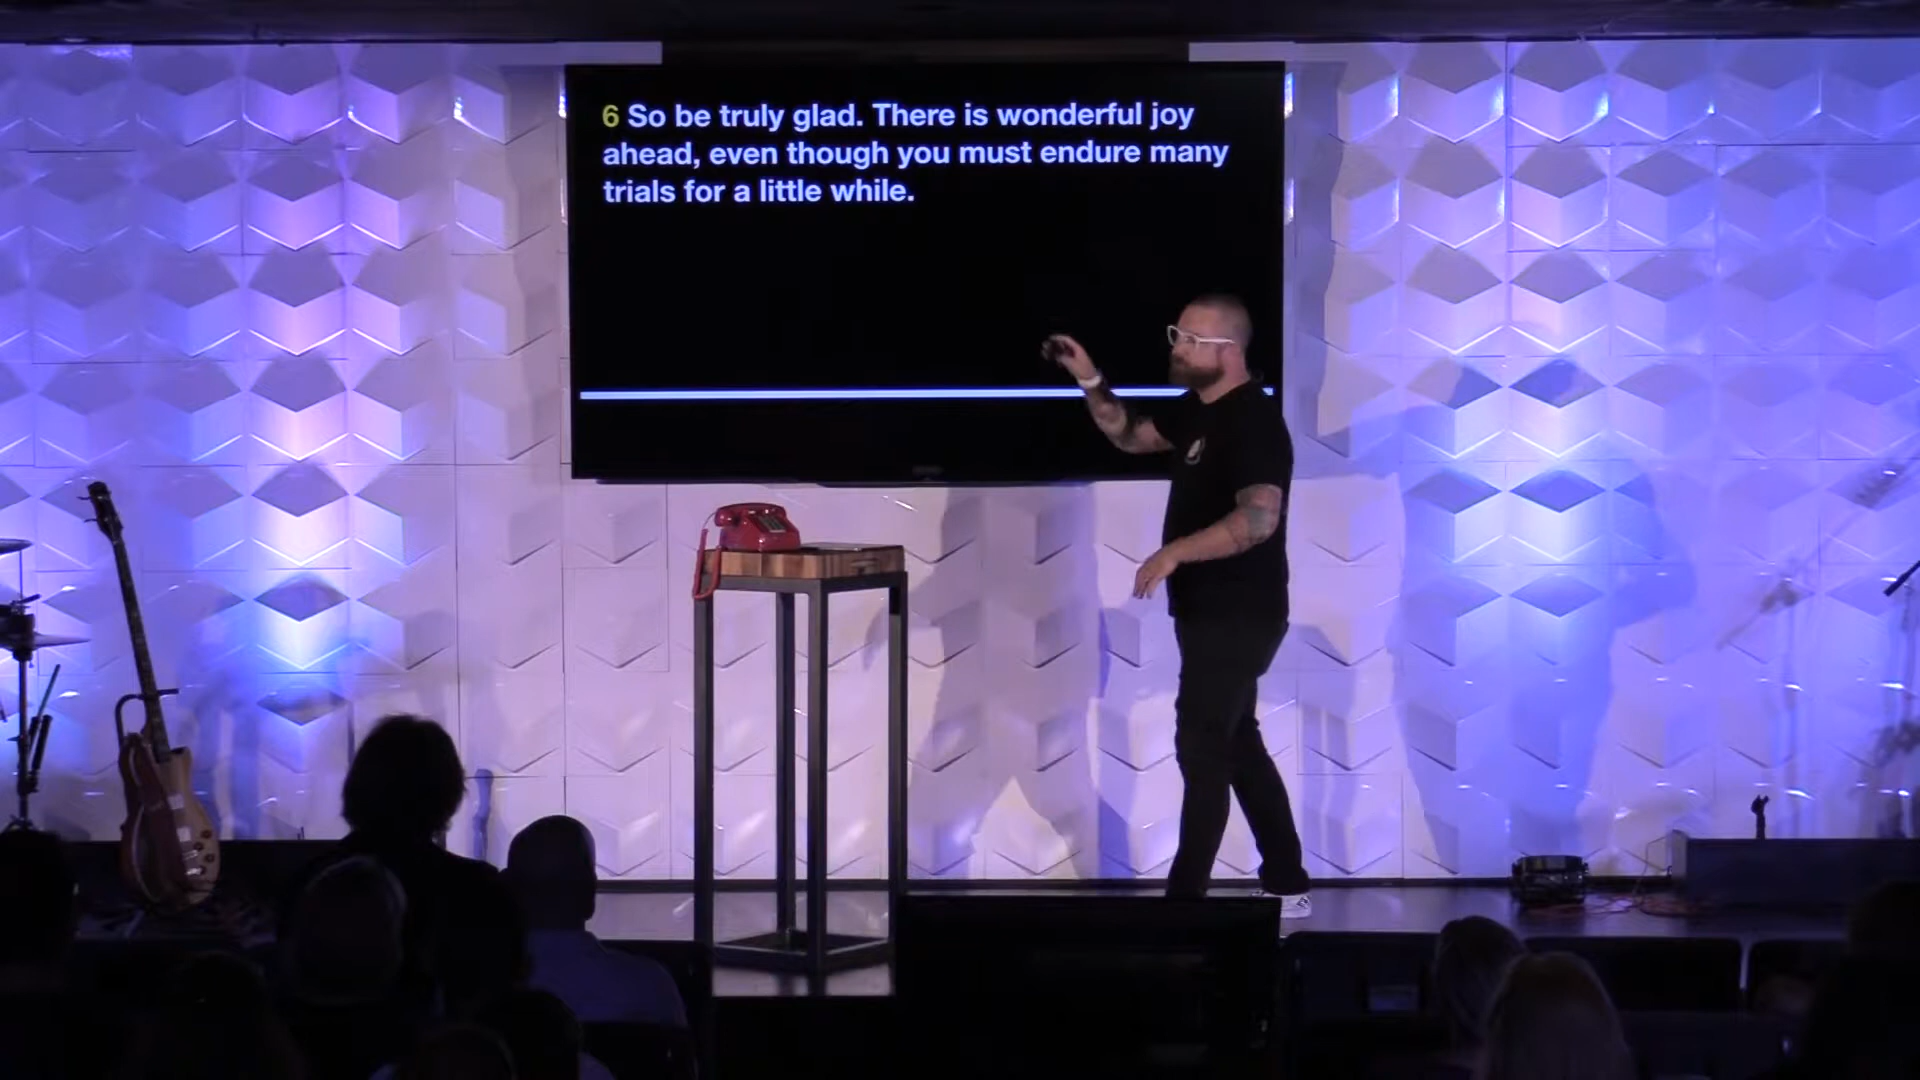 6 So be truly glad. There is wonderful joy
ahead, even though you must endure many
trials for a little while.